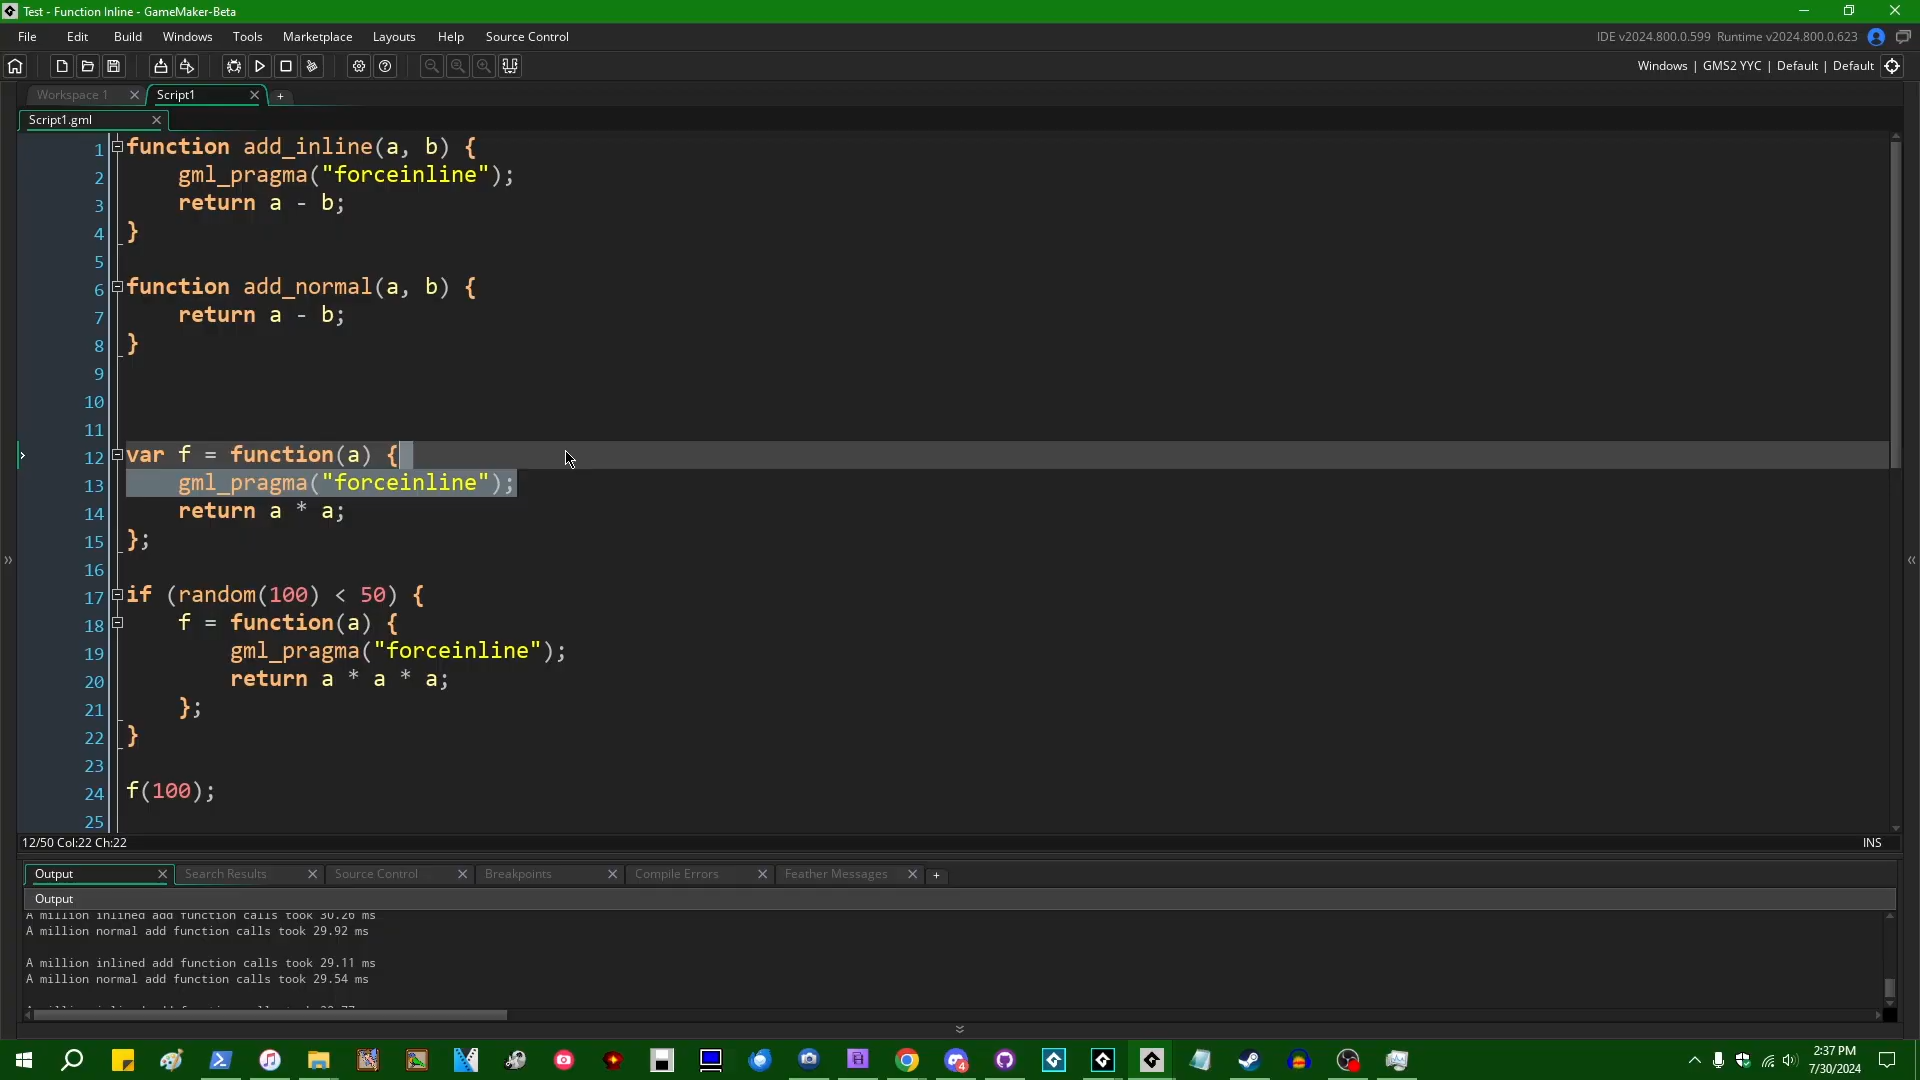 Test - Function Inline - GameMaker-Beta
File Edit Build Windows Tools Marketplace Layouts Help Source Control
IDE v2024.800.0.599 Runtime v2024.800.0.623
Windows | GMS2 YYC | Default | Default
Workspace 1 Script1
Script1.gml
1 function add_inline(a, b) {
2 gml_pragma("forceinline");
3 return a - b;
4 }
5
6 function add_normal(a, b) {
7 return a - b;
8 }
9
10
11
12 var f = function(a) {
13 gml_pragma("forceinline");
14 return a * a;
15 };
16
17 if (random(100) < 50) {
18 f = function(a) {
19 gml_pragma("forceinline");
20 return a * a * a;
21 };
22 }
23
24 f(100);
25
12/50 Col:22 Ch:22 INS
Output Search Results Source Control Breakpoints Compile Errors Feather Messages
Output
A million inlined add function calls took 30.26 ms
A million normal add function calls took 29.92 ms
A million inlined add function calls took 29.11 ms
A million normal add function calls took 29.54 ms
2:37 PM
7/30/2024